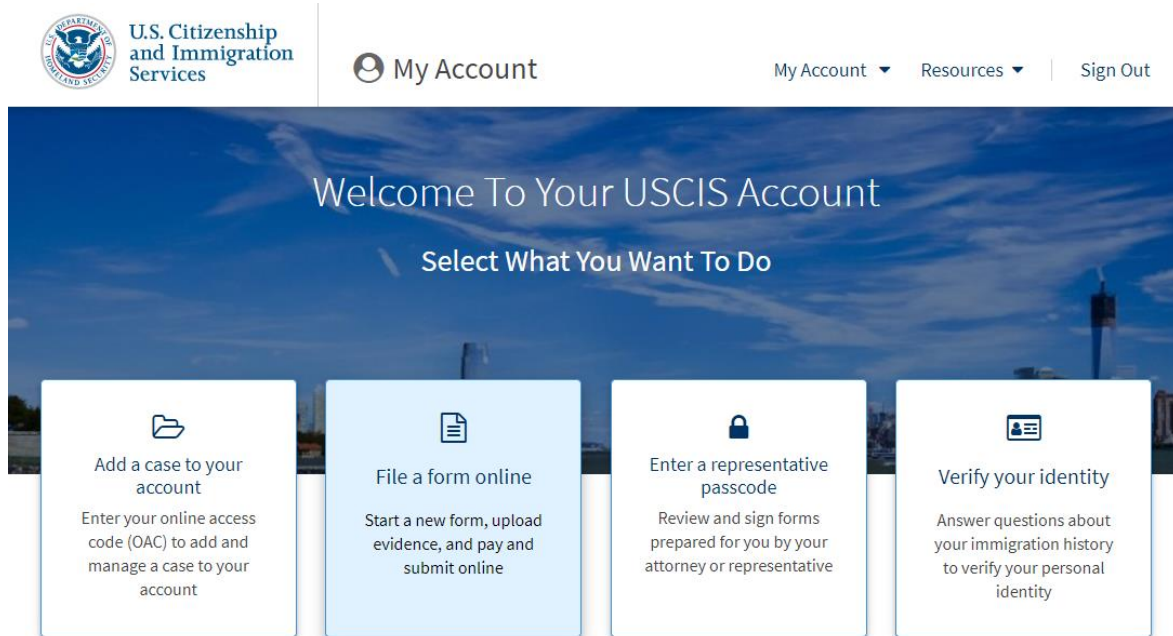 U.S. Citizenship
and Immigration
Services
My Account
My Account
Resources
Sign Out
Welcome To Your USCIS Account
Select What You Want To Do
Add a case to your
account
Enter your online access
code (OAC) to add and
manage a case to your
account
File a form online
Start a new form, upload
evidence, and pay and
submit online
Enter a representative
passcode
Review and sign forms
prepared for you by your
attorney or representative
Verify your identity
Answer questions about
your immigration history
to verify your personal
identity